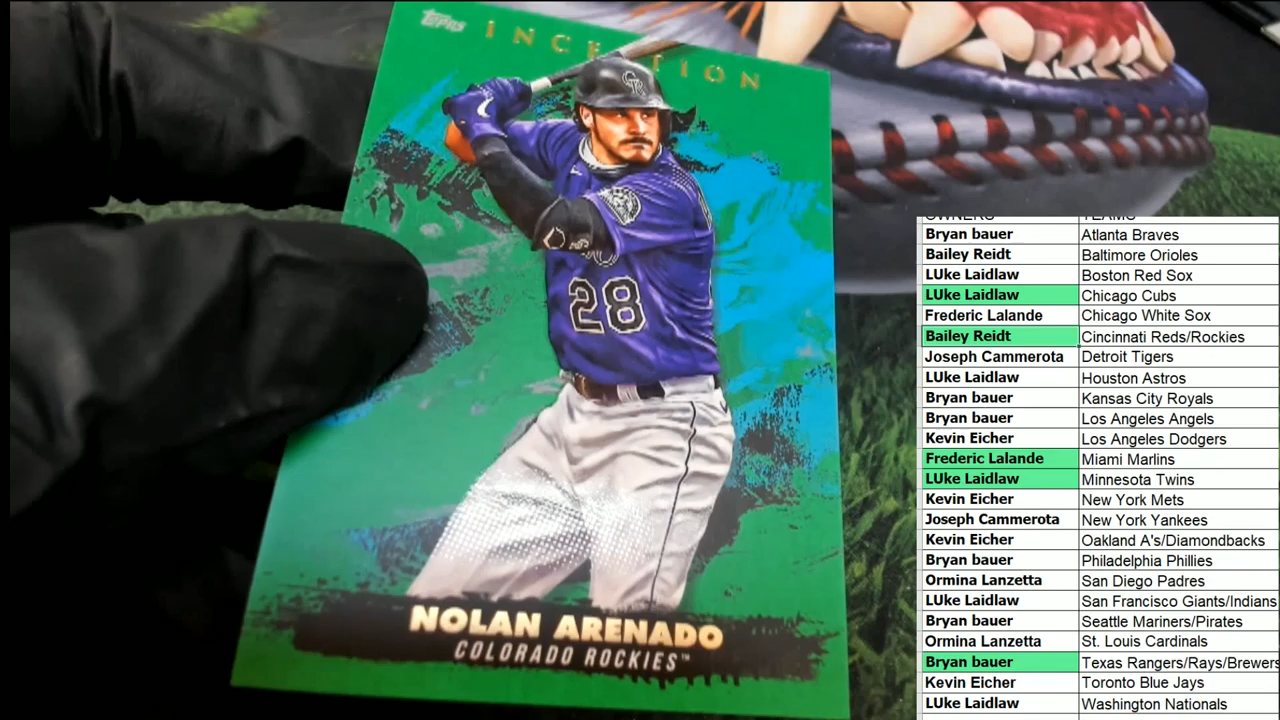 Topps INCEPTION
CR
28
NOLAN ARENADO
COLORADO ROCKIES™
OWNERS TEAMS
Bryan bauer Atlanta Braves
Bailey Reidt Baltimore Orioles
LUke Laidlaw Boston Red Sox
LUke Laidlaw Chicago Cubs
Frederic Lalande Chicago White Sox
Bailey Reidt Cincinnati Reds/Rockies
Joseph Cammerota Detroit Tigers
LUke Laidlaw Houston Astros
Bryan bauer Kansas City Royals
Bryan bauer Los Angeles Angels
Kevin Eicher Los Angeles Dodgers
Frederic Lalande Miami Marlins
LUke Laidlaw Minnesota Twins
Kevin Eicher New York Mets
Joseph Cammerota New York Yankees
Kevin Eicher Oakland A's/Diamondbacks
Bryan bauer Philadelphia Phillies
Ormina Lanzetta San Diego Padres
LUke Laidlaw San Francisco Giants/Indians
Bryan bauer Seattle Mariners/Pirates
Ormina Lanzetta St. Louis Cardinals
Bryan bauer Texas Rangers/Rays/Brewers
Kevin Eicher Toronto Blue Jays
LUke Laidlaw Washington Nationals